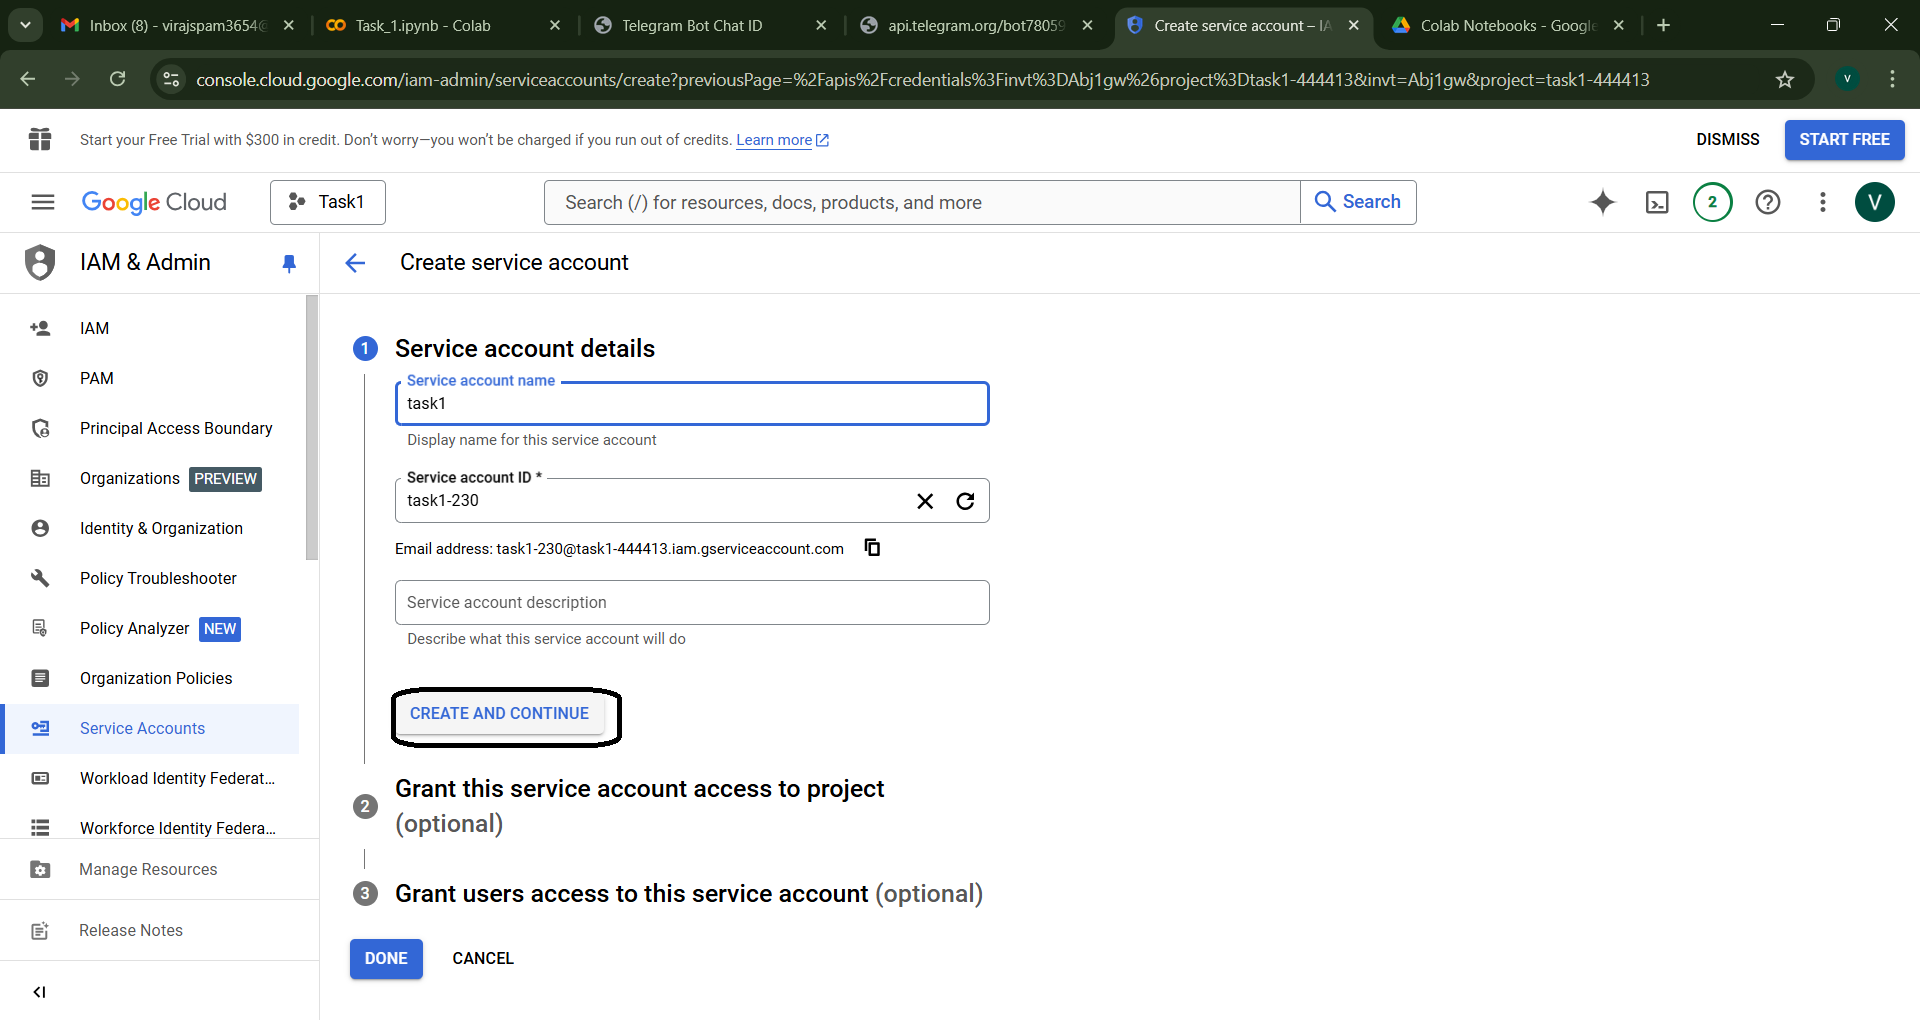 Inbox (8) - virajspam3654@
Task_1.ipynb - Colab
Telegram Bot Chat ID
api.telegram.org/bot78059
Create service account – IA
Colab Notebooks - Google
console.cloud.google.com/iam-admin/serviceaccounts/create?previousPage=%2Fapis%2Fcredentials%3Finvt%3DAbj1gw%26project%3Dtask1-444413&invt=Abj1gw&project=task1-444413
V
Start your Free Trial with $300 in credit. Don't worry—you won't be charged if you run out of credits. Learn more
DISMISS
START FREE
Google Cloud
Task1
Search (/) for resources, docs, products, and more
Search
2
V
IAM & Admin
Create service account
IAM
PAM
Principal Access Boundary
Organizations PREVIEW
Identity & Organization
Policy Troubleshooter
Policy Analyzer NEW
Organization Policies
Service Accounts
Workload Identity Federat...
Workforce Identity Federa...
Manage Resources
Release Notes
1 Service account details
Service account name
task1
Display name for this service account
Service account ID *
task1-230
Email address: task1-230@task1-444413.iam.gserviceaccount.com
Service account description
Describe what this service account will do
CREATE AND CONTINUE
2 Grant this service account access to project
(optional)
3 Grant users access to this service account (optional)
DONE
CANCEL